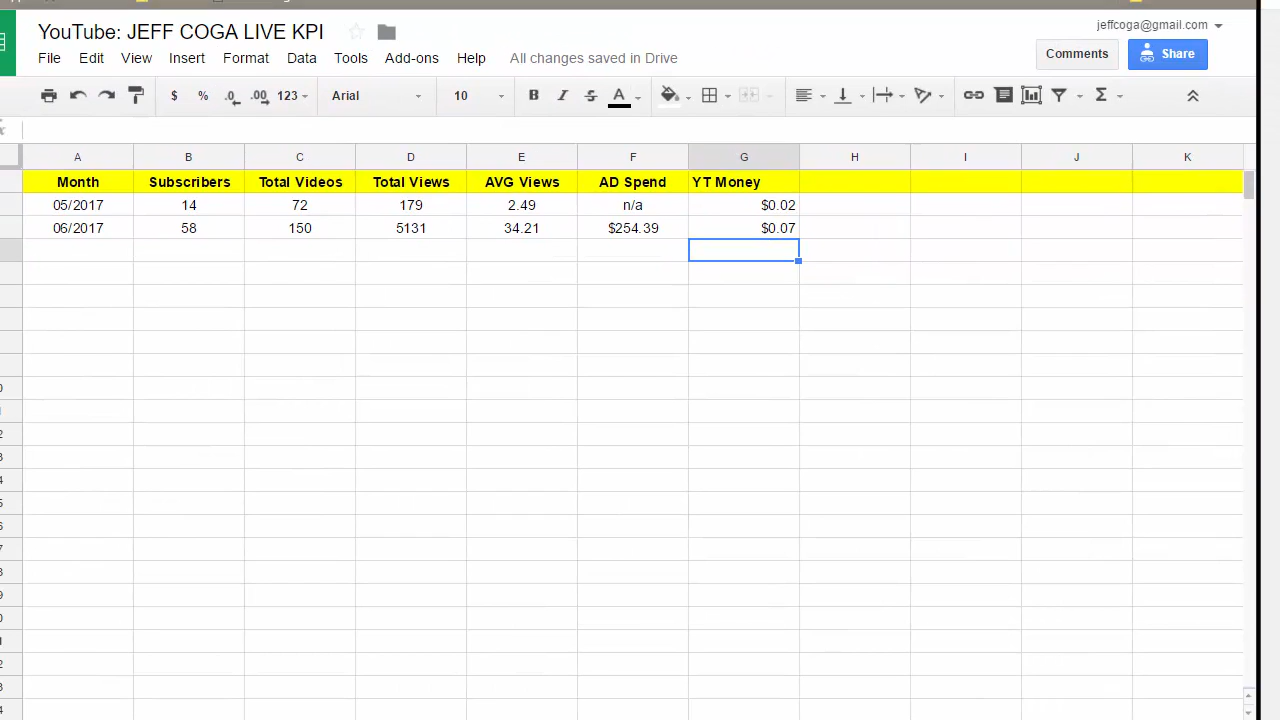 YouTube: JEFF COGA LIVE KPI
jeffcoga@gmail.com
File Edit View Insert Format Data Tools Add-ons Help All changes saved in Drive
Comments Share
$ % .0 .00 123 Arial 10 B I S A Σ
A B C D E F G H I J K
Month Subscribers Total Videos Total Views AVG Views AD Spend YT Money
05/2017 14 72 179 2.49 n/a $0.02
06/2017 58 150 5131 34.21 $254.39 $0.07